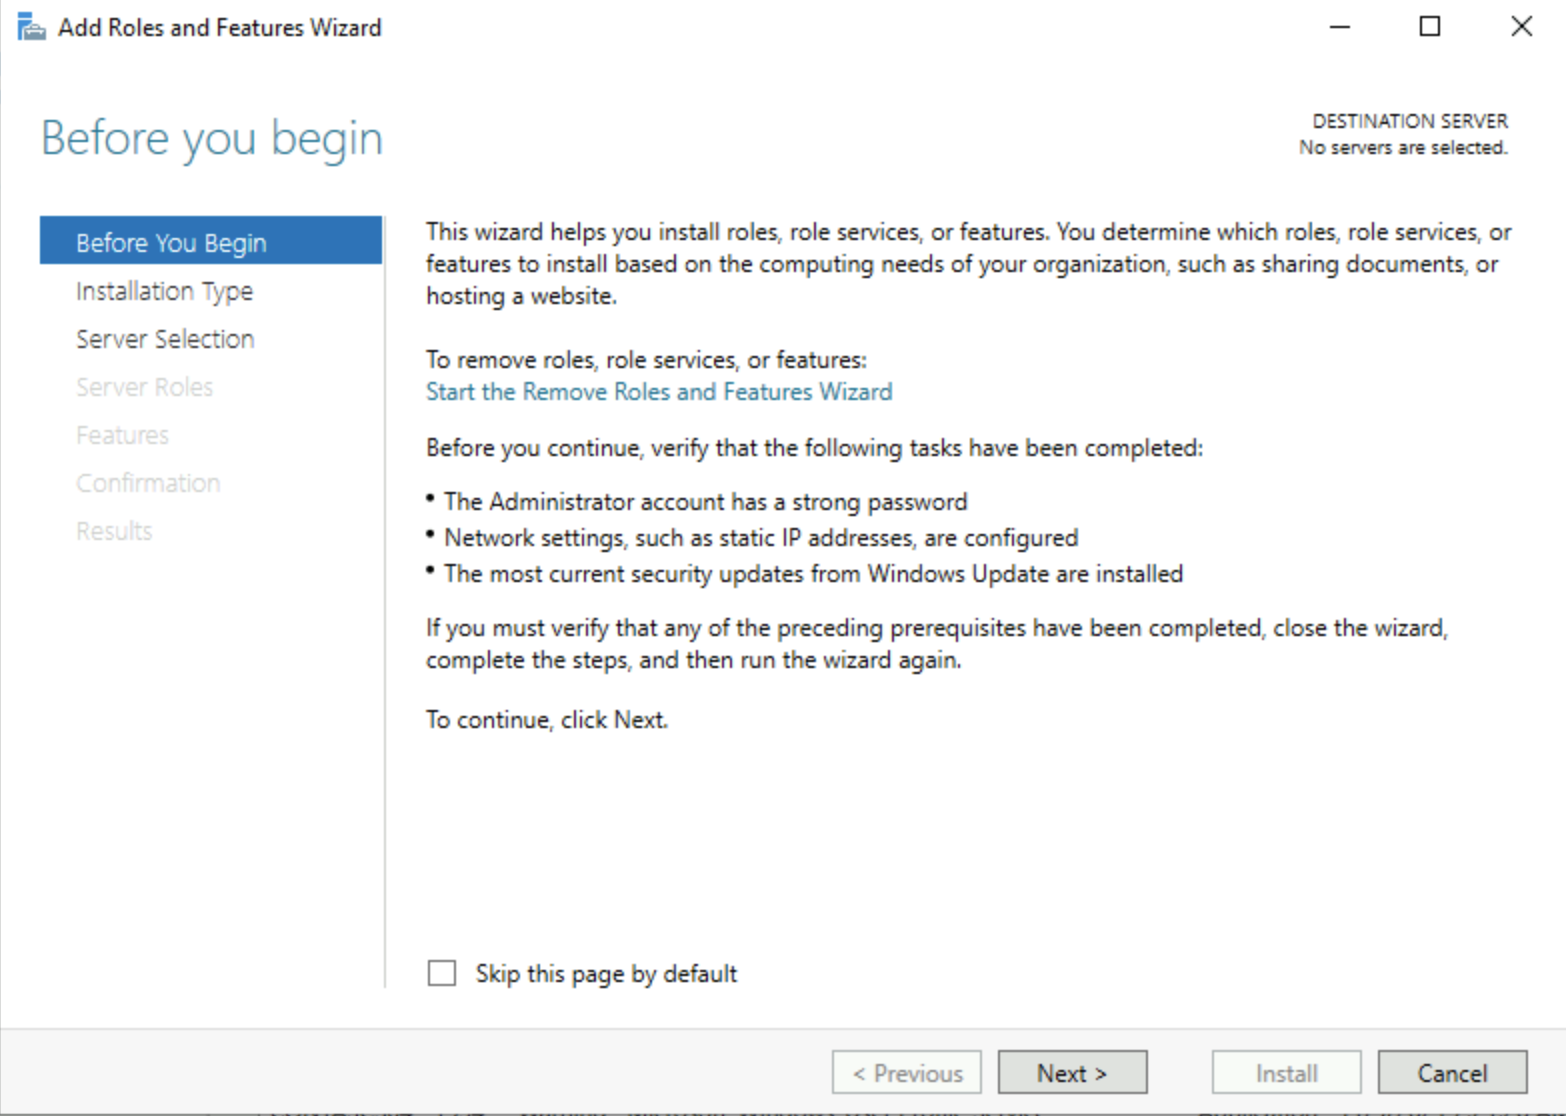 Add Roles and Features Wizard
Before you begin
DESTINATION SERVER
No servers are selected.
Before You Begin
Installation Type
Server Selection
Server Roles
Features
Confirmation
Results
This wizard helps you install roles, role services, or features. You determine which roles, role services, or
features to install based on the computing needs of your organization, such as sharing documents, or
hosting a website.
To remove roles, role services, or features:
Start the Remove Roles and Features Wizard
Before you continue, verify that the following tasks have been completed:
• The Administrator account has a strong password
• Network settings, such as static IP addresses, are configured
• The most current security updates from Windows Update are installed
If you must verify that any of the preceding prerequisites have been completed, close the wizard,
complete the steps, and then run the wizard again.
To continue, click Next.
Skip this page by default
< Previous
Next >
Install
Cancel